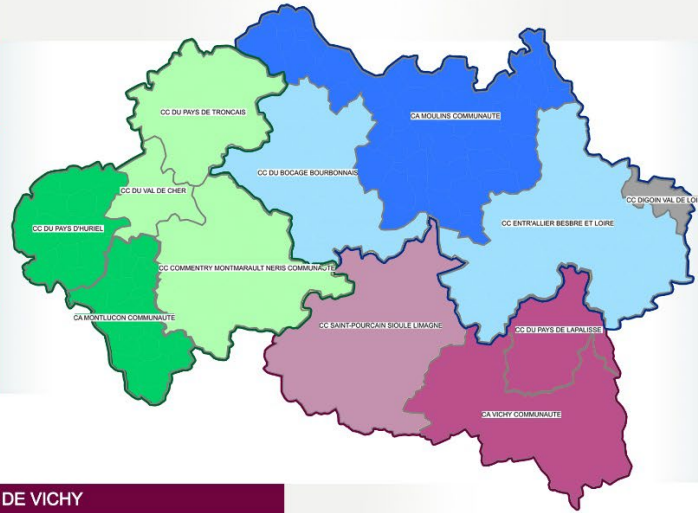 CC DU PAYS DE TRONCAIS
CA MOULINS COMMUNAUTE
CC DU BOCAGE BOURBONNAIS
CC DU VAL DE CHER
CC DIGOIN VAL DE LOI
CC DU PAYS D'HURIEL
CC ENTR'ALLIER BESBRE ET LOIRE
CC COMMENTRY MONTMARAULT NERIS COMMUNAUTE
CA MONTLUCON COMMUNAUTE
CC SAINT-POURCAIN SIOULE LIMAGNE
CC DU PAYS DE LAPALISSE
CA VICHY COMMUNAUTE
DE VICHY